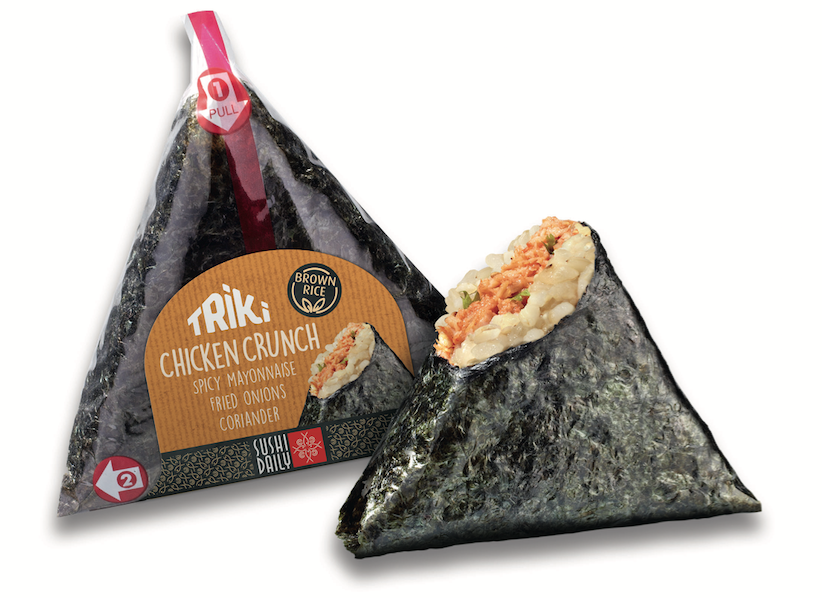 1
PULL
BROWN
RICE
TRiKi
CHICKEN CRUNCH
SPICY MAYONNAISE
FRIED ONIONS
CORIANDER
SUSHI
DAILY
2